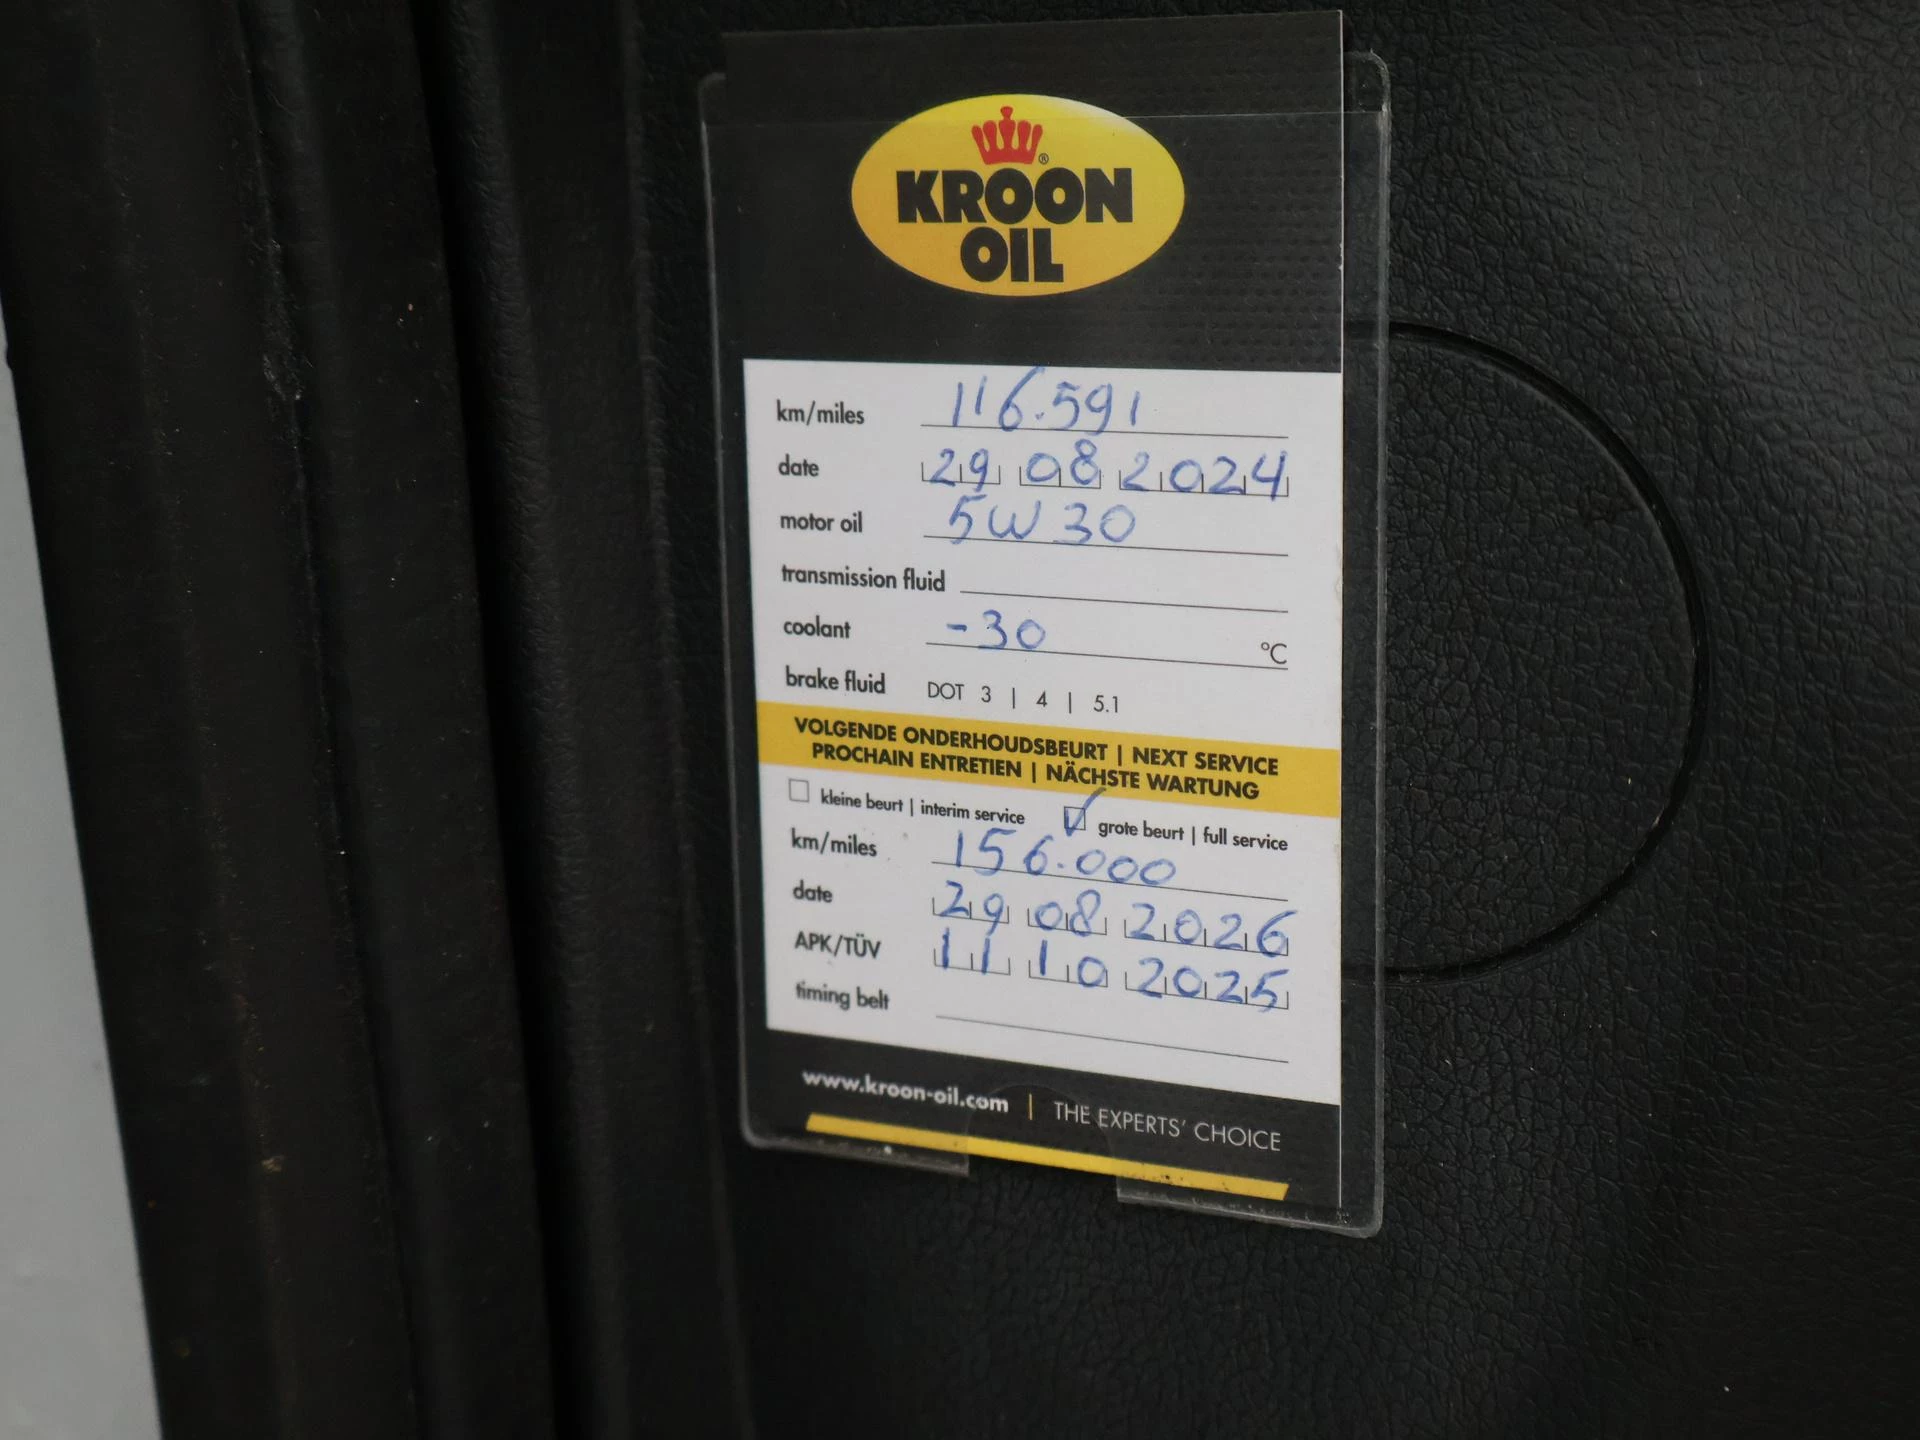 KROON®
OIL
km/miles 116.591
date 29 08 2024
motor oil 5W30
transmission fluid
coolant -30 °C
brake fluid DOT 3 | 4 | 5.1
VOLGENDE ONDERHOUDSBEURT | NEXT SERVICE
PROCHAIN ENTRETIEN | NÄCHSTE WARTUNG
kleine beurt | interim service grote beurt | full service
km/miles 156.000
date 29 08 2026
APK/TÜV 11 10 2025
timing belt
www.kroon-oil.com | THE EXPERTS' CHOICE